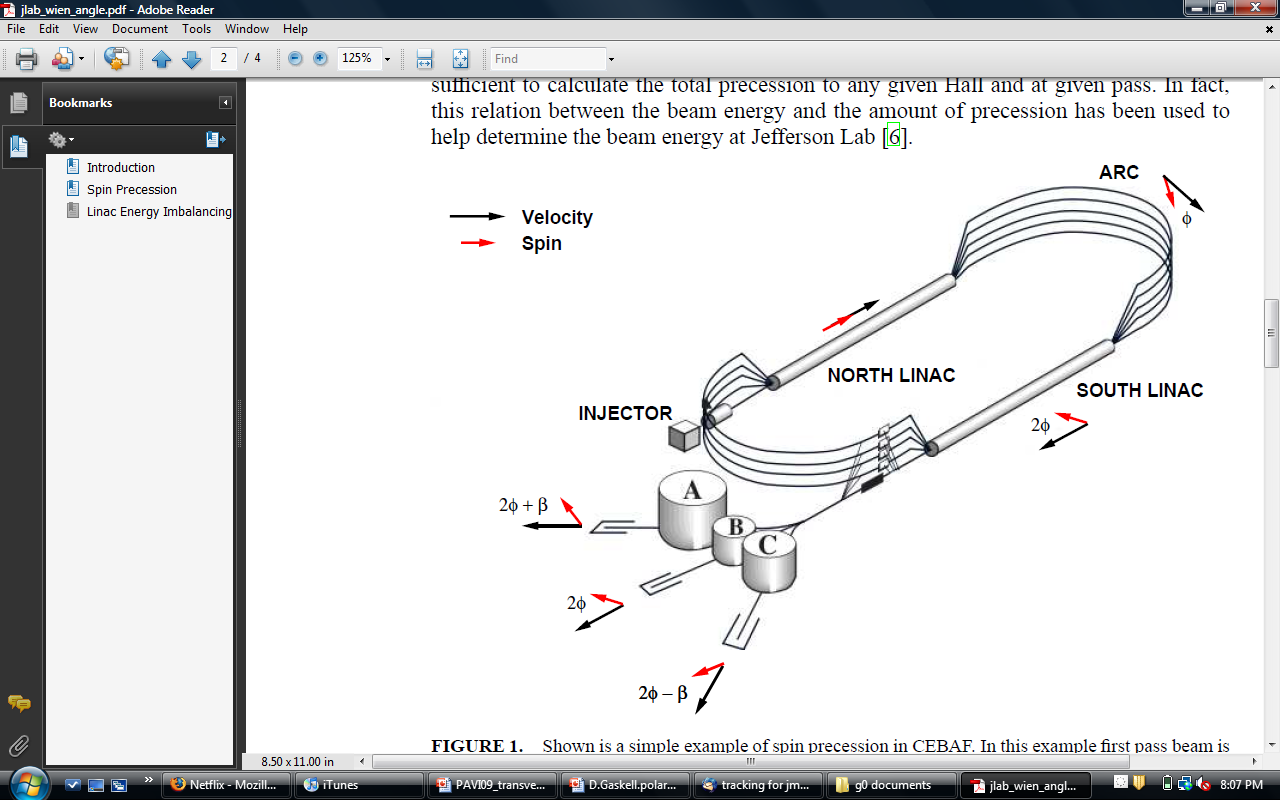 jlab_wien_angle.pdf - Adobe Reader
File Edit View Document Tools Window Help
2 / 4 125% Find
Bookmarks
Introduction
Spin Precession
Linac Energy Imbalancing
sufficient to calculate the total precession to any given Hall and at given pass. In fact,
this relation between the beam energy and the amount of precession has been used to
help determine the beam energy at Jefferson Lab [6].
ARC
ϕ
Velocity
Spin
NORTH LINAC
SOUTH LINAC
INJECTOR
2ϕ
A
B
C
2ϕ + β
2ϕ
2ϕ – β
FIGURE 1. Shown is a simple example of spin precession in CEBAF. In this example first pass beam is
8.50 x 11.00 in
» Netflix - Mozill... iTunes PAVI09_transve... D.Gaskell.polar... tracking for jm... g0 documents jlab_wien_angl... 8:07 PM